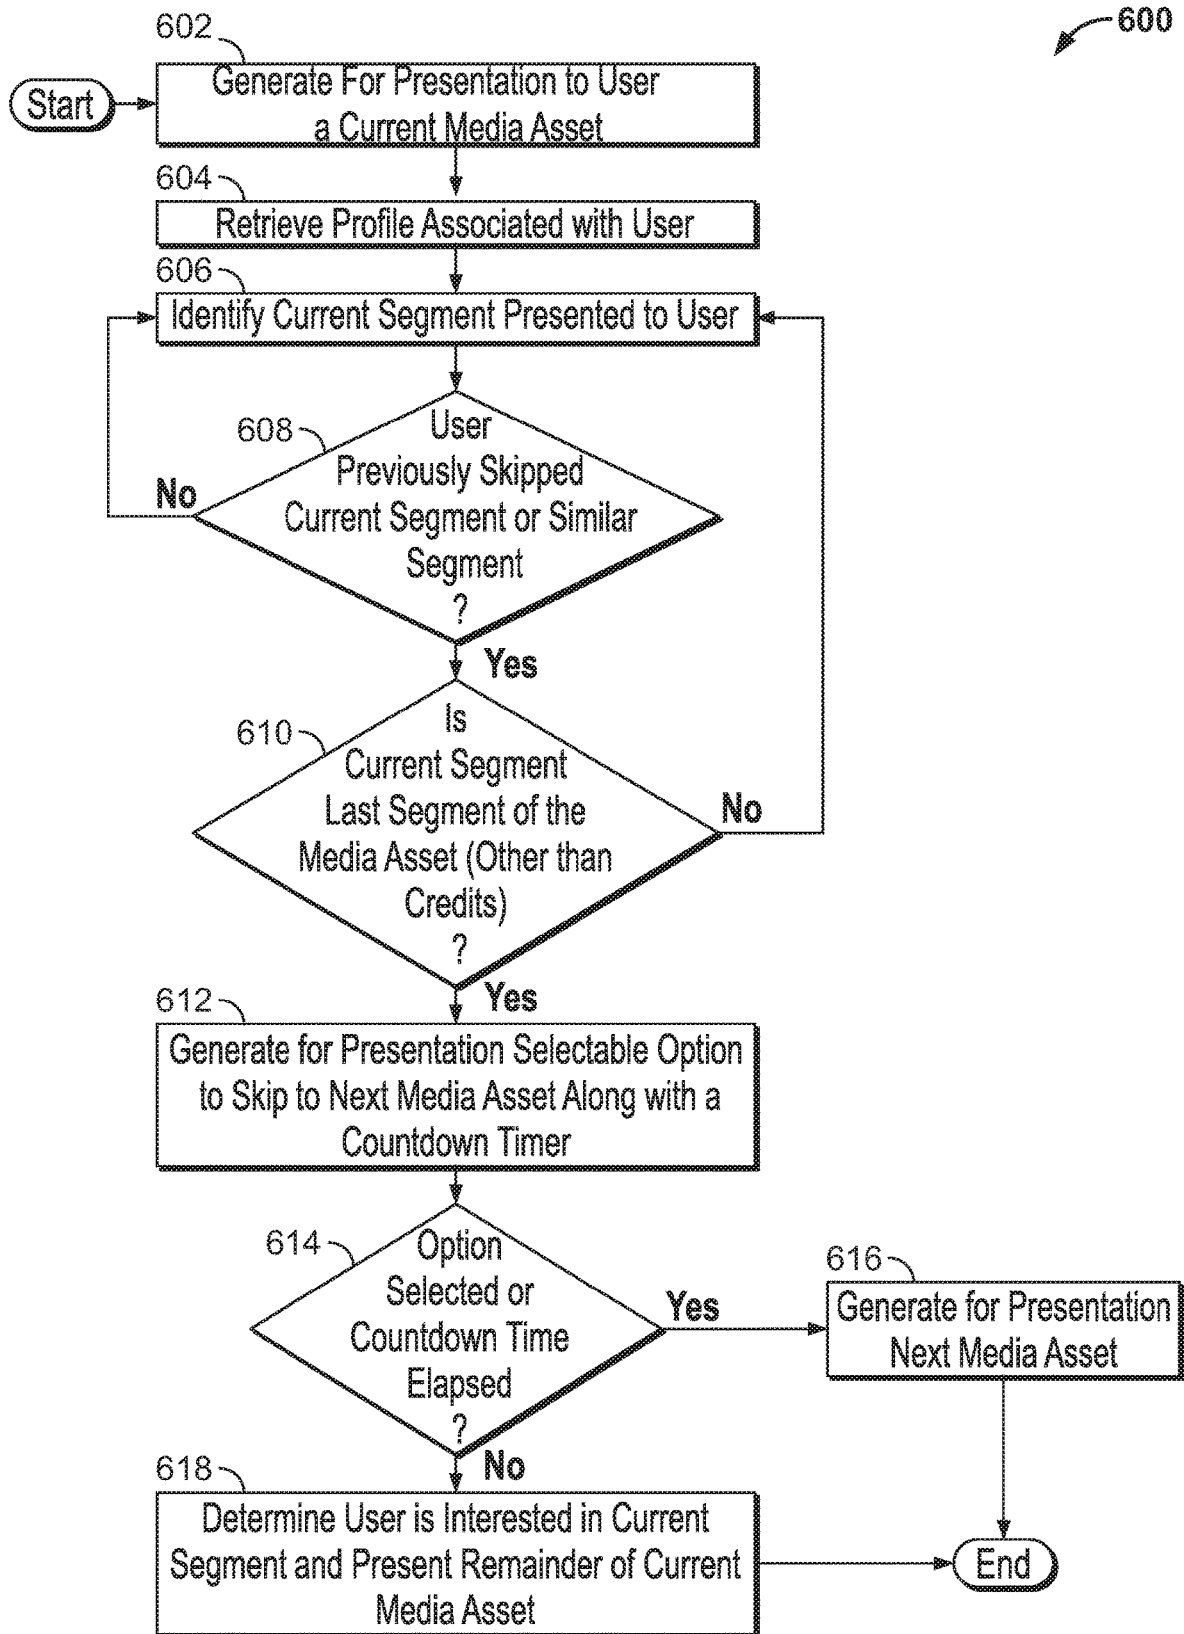 600
602
Start
Generate For Presentation to User
a Current Media Asset
604
Retrieve Profile Associated with User
606
Identify Current Segment Presented to User
608
User
Previously Skipped
Current Segment or Similar
Segment
?
No
Yes
610
Is
Current Segment
Last Segment of the
Media Asset (Other than
Credits)
?
No
Yes
612
Generate for Presentation Selectable Option
to Skip to Next Media Asset Along with a
Countdown Timer
614
Option
Selected or
Countdown Time
Elapsed
?
Yes
616
Generate for Presentation
Next Media Asset
No
618
Determine User is Interested in Current
Segment and Present Remainder of Current
Media Asset
End